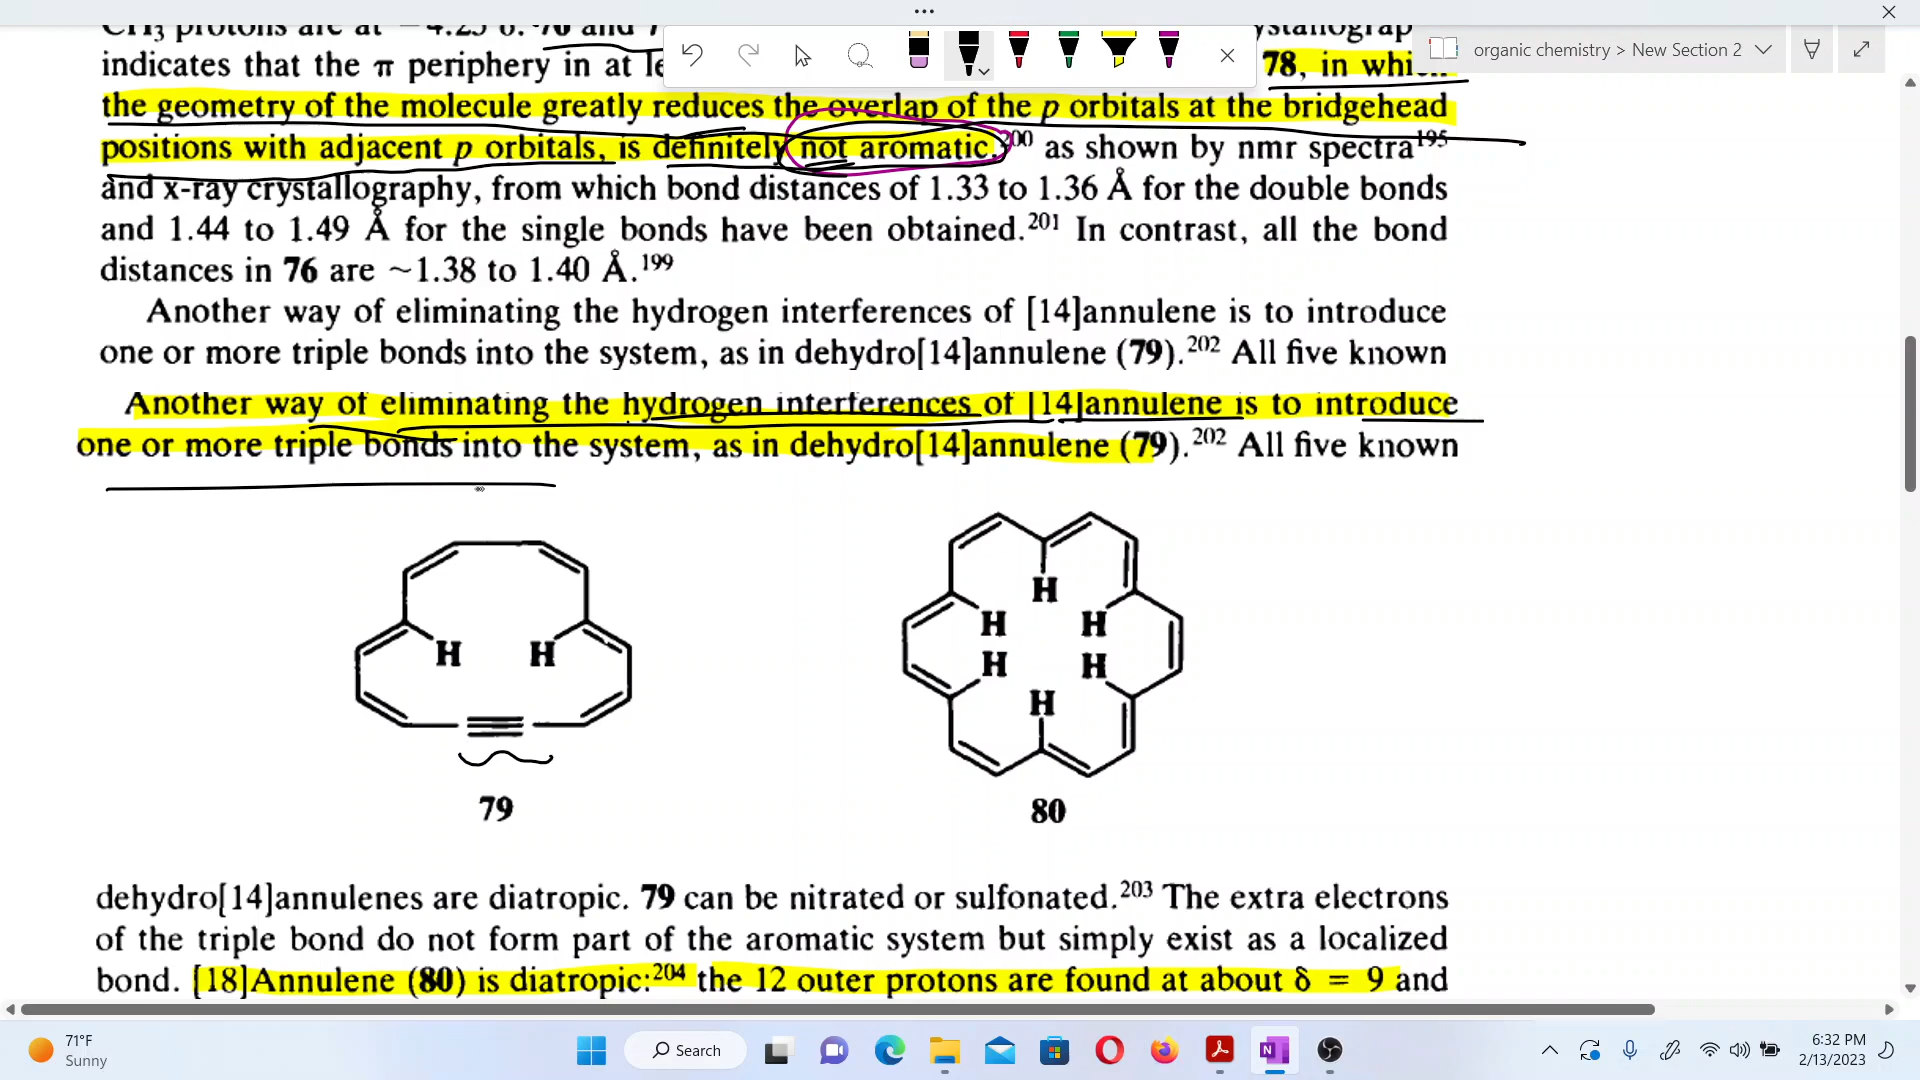 CH3 protons are at −4.25 δ. 76 and
ystallograp
organic chemistry > New Section 2
indicates that the π periphery in at le
78, in whi
the geometry of the molecule greatly reduces the overlap of the p orbitals at the bridgehead
positions with adjacent p orbitals, is definitely not aromatic,200 as shown by nmr spectra195
and x-ray crystallography, from which bond distances of 1.33 to 1.36 Å for the double bonds
and 1.44 to 1.49 Å for the single bonds have been obtained.201 In contrast, all the bond
distances in 76 are ~1.38 to 1.40 Å.199
Another way of eliminating the hydrogen interferences of [14]annulene is to introduce
one or more triple bonds into the system, as in dehydro[14]annulene (79).202 All five known
Another way of eliminating the hydrogen interferences of [14]annulene is to introduce
one or more triple bonds into the system, as in dehydro[14]annulene (79).202 All five known
H
H H
H H
H H
H
79
80
dehydro[14]annulenes are diatropic. 79 can be nitrated or sulfonated.203 The extra electrons
of the triple bond do not form part of the aromatic system but simply exist as a localized
bond. [18]Annulene (80) is diatropic:204 the 12 outer protons are found at about δ = 9 and
71°F
Sunny
Search
6:32 PM
2/13/2023